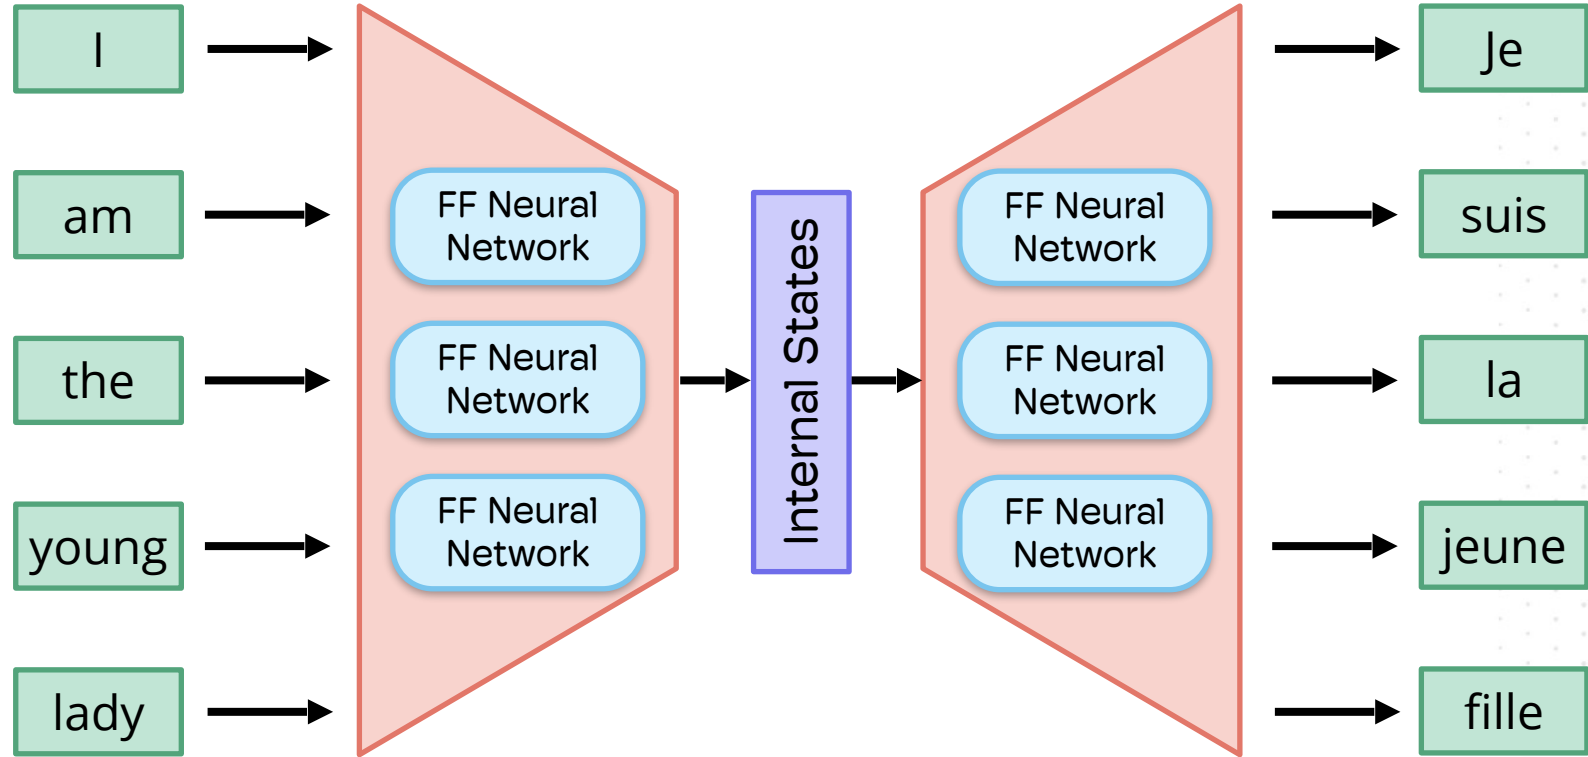 I
am
the
young
lady
FF Neural
Network
FF Neural
Network
FF Neural
Network
Internal States
FF Neural
Network
FF Neural
Network
FF Neural
Network
Je
suis
la
jeune
fille